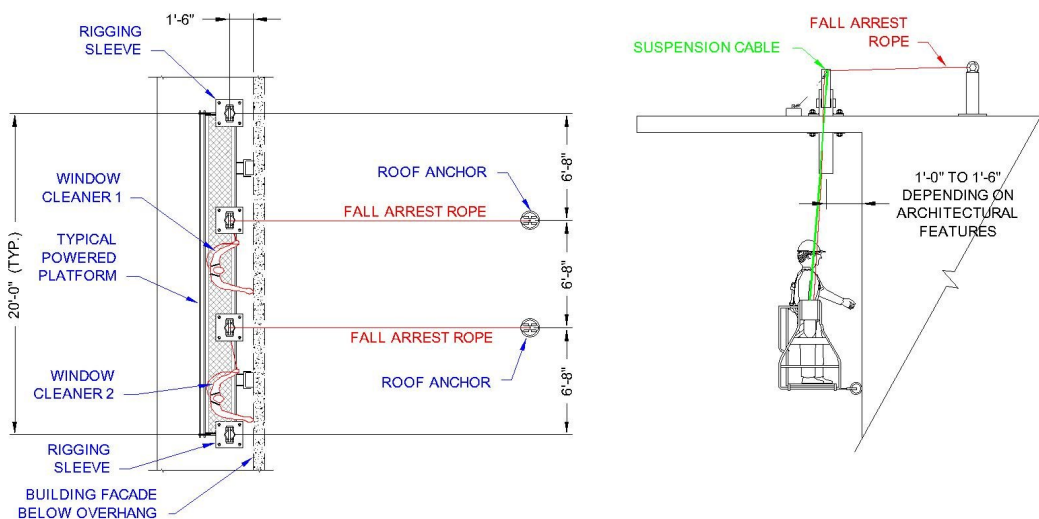 1'-6"
RIGGING
SLEEVE
WINDOW
CLEANER 1
TYPICAL
POWERED
PLATFORM
20'-0" (TYP.)
WINDOW
CLEANER 2
RIGGING
SLEEVE
BUILDING FACADE
BELOW OVERHANG
ROOF ANCHOR
FALL ARREST ROPE
FALL ARREST ROPE
ROOF ANCHOR
6'-8"
6'-8"
6'-8"
FALL ARREST
ROPE
SUSPENSION CABLE
1'-0" TO 1'-6"
DEPENDING ON
ARCHITECTURAL
FEATURES